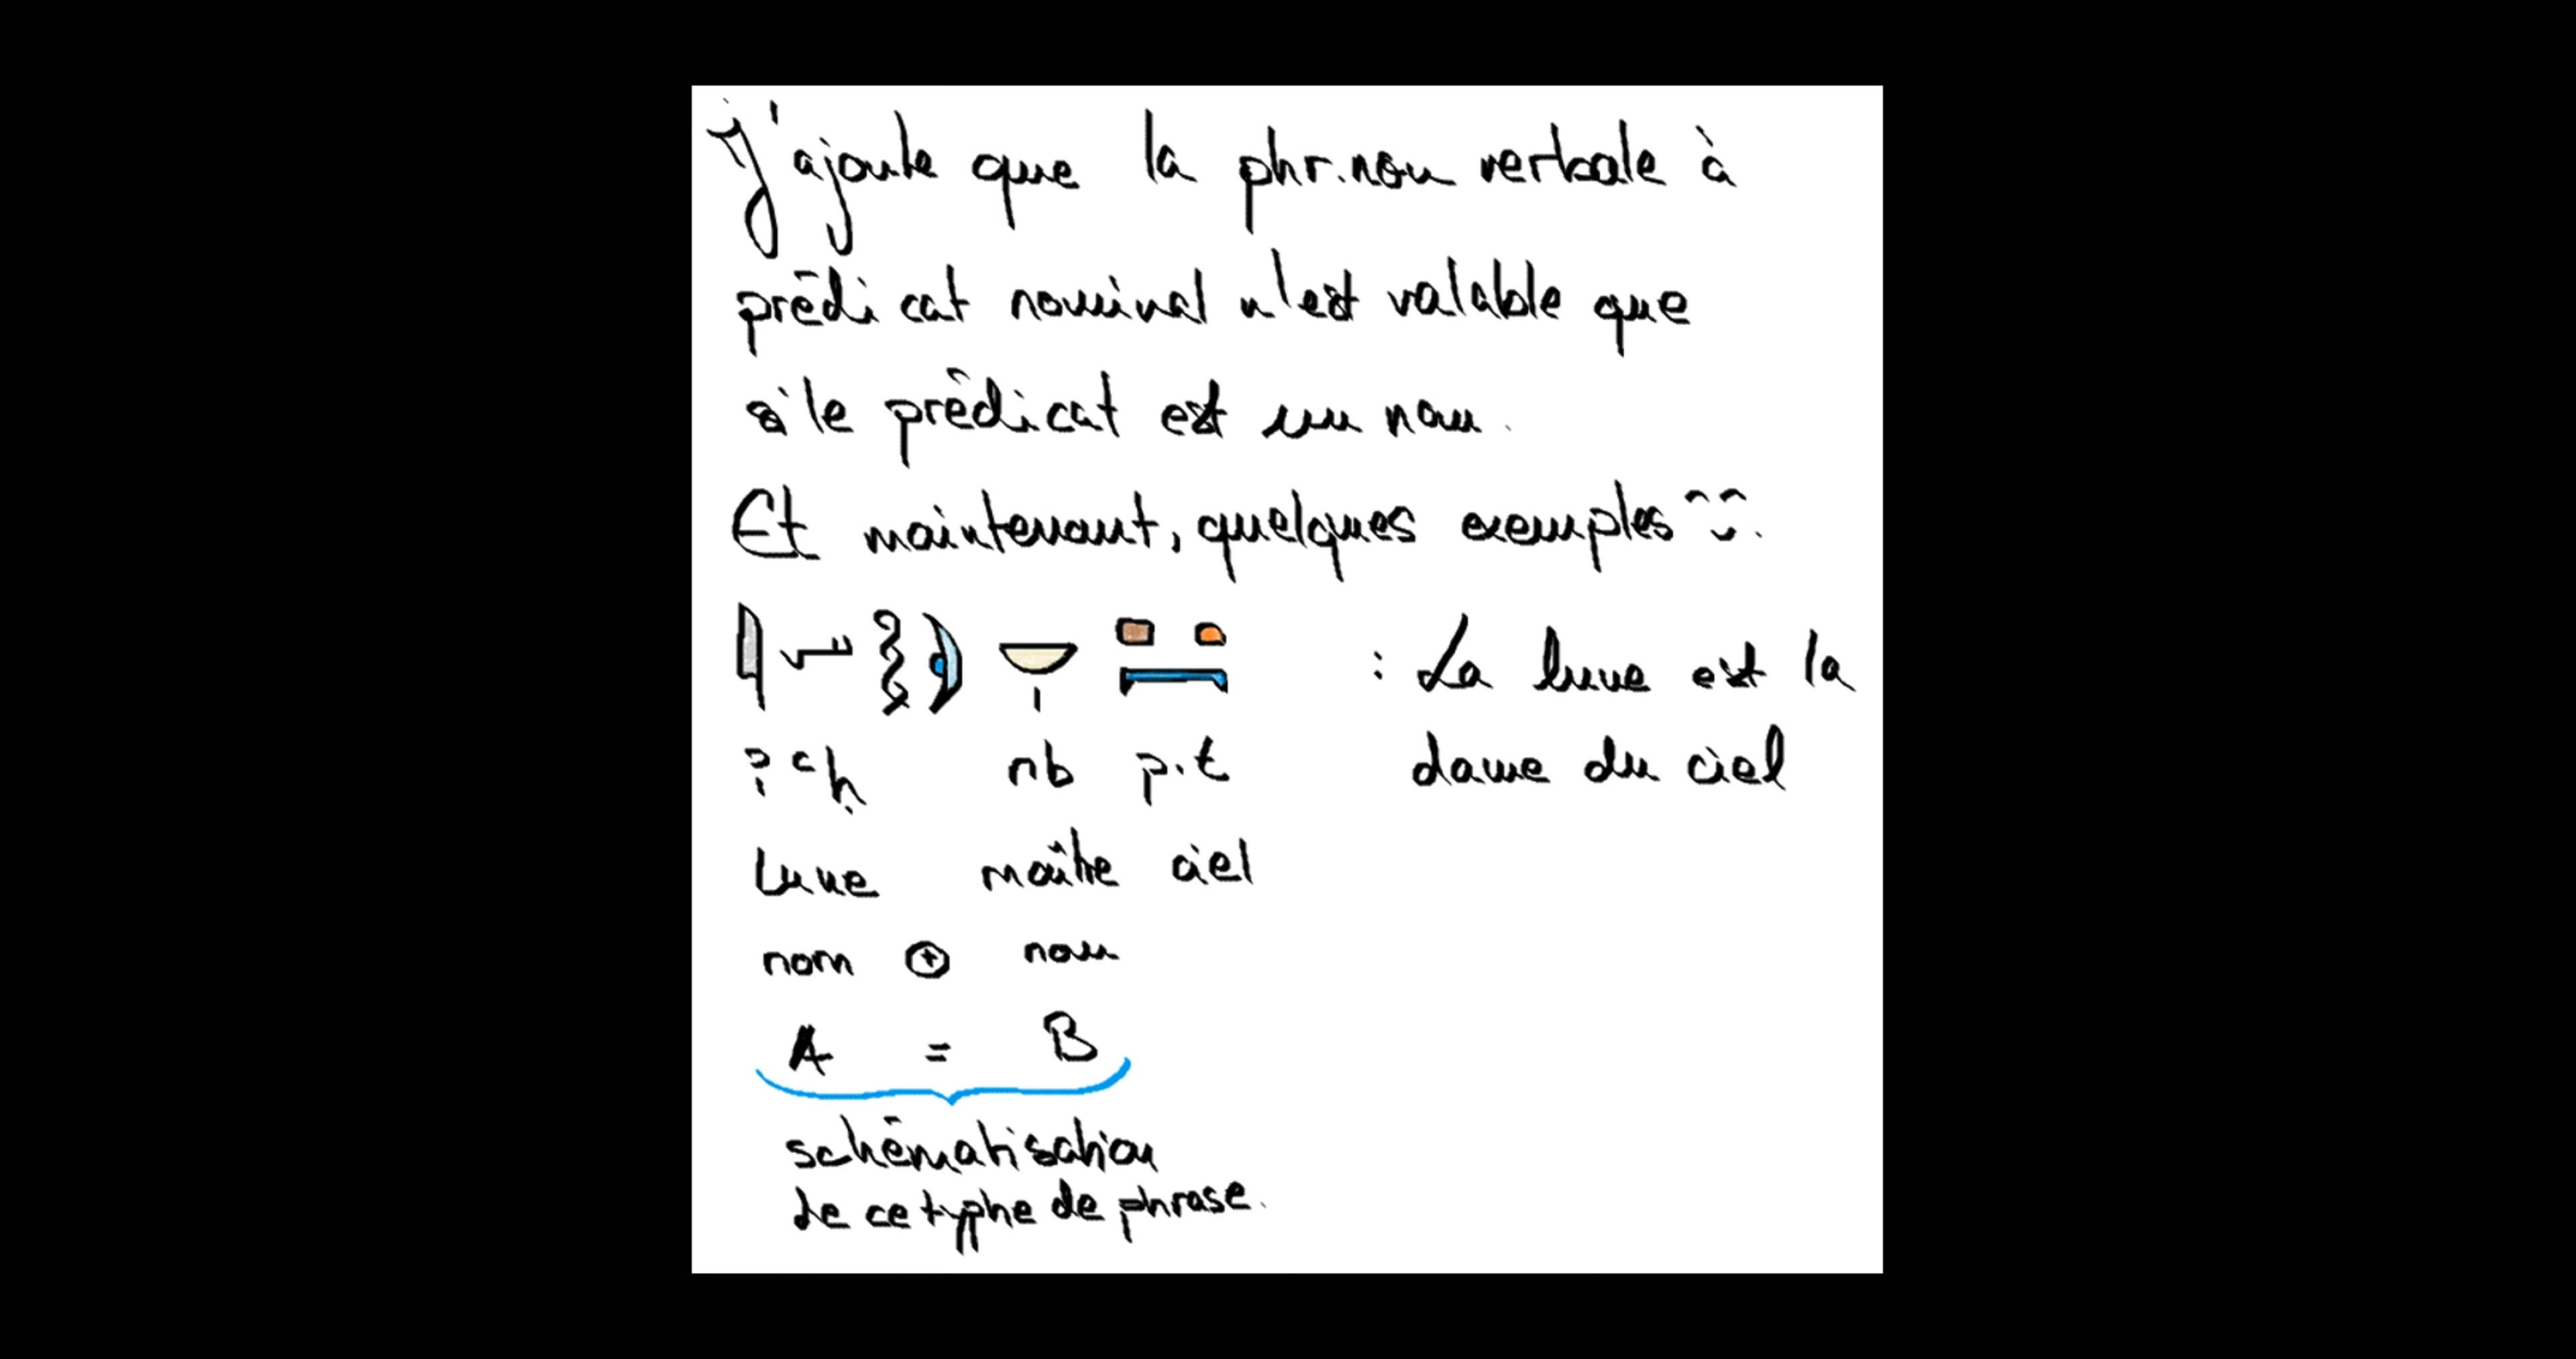 J'ajoute que la phr. non verbale à
prédicat nominal n'est valable que
si le prédicat est un nom.
Et maintenant, quelques exemples
: La lune est la
dame du ciel
nb p.t
lune maître ciel
nom + nom
A = B
schématisation
de ce typhe de phrase.